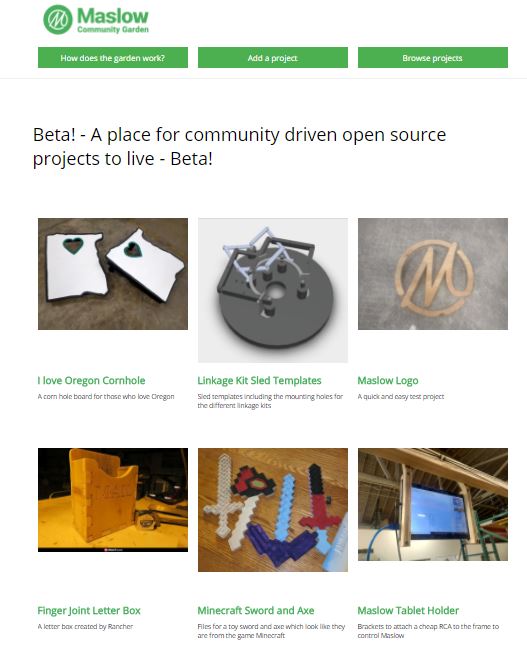 Maslow
Community Garden
How does the garden work?
Add a project
Browse projects
Beta! - A place for community driven open source
projects to live - Beta!
I love Oregon Cornhole
A corn hole board for those who love Oregon
Linkage Kit Sled Templates
Sled templates including the mounting holes for
the different linkage kits
Maslow Logo
A quick and easy test project
Finger Joint Letter Box
A letter box created by Rancher
Minecraft Sword and Axe
Files for a toy sword and axe which look like they
are from the game Minecraft
Maslow Tablet Holder
Brackets to attach a cheap RCA to the frame to
control Maslow